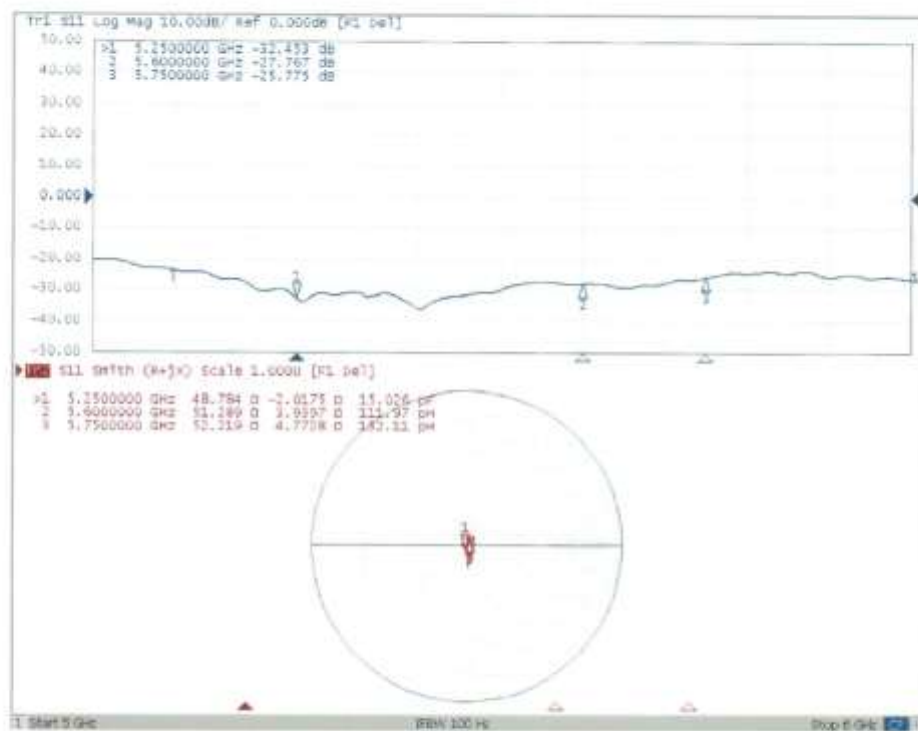 Tr1 S11 Log Mag 10.00dB/ Ref 0.000dB [F1 Del]
50.00
>1 5.2500000 GHz -32.453 dB
2 5.6000000 GHz -27.767 dB
3 5.7500000 GHz -25.775 dB
40.00
30.00
20.00
10.00
0.000
-10.00
-20.00
-30.00
-40.00
-50.00
S11 Smith (R+jX) Scale 1.000U [F1 Del]
>1 5.2500000 GHz 48.784 Ω -2.0175 Ω 15.026 pF
2 5.6000000 GHz 51.289 Ω 3.9397 Ω 111.97 pH
3 5.7500000 GHz 52.219 Ω 4.7728 Ω 132.11 pH
1 Start 5 GHz
IFBW 100 Hz
Stop 6 GHz